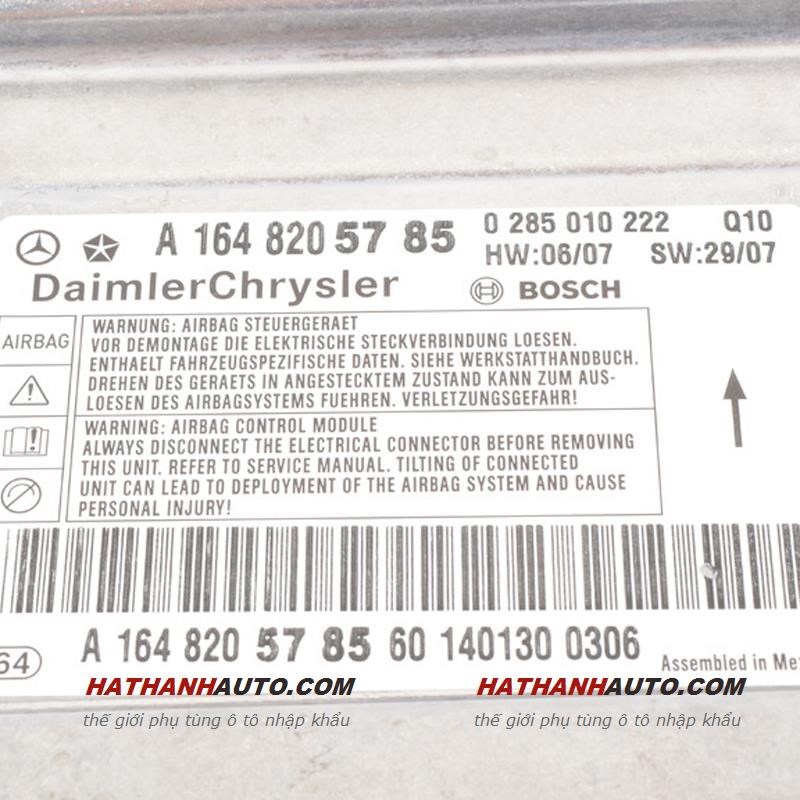 A 164 820 57 85 0 285 010 222 Q10
HW:06/07 SW:29/07
DaimlerChrysler BOSCH
AIRBAG
WARNUNG: AIRBAG STEUERGERAET
VOR DEMONTAGE DIE ELEKTRISCHE STECKVERBINDUNG LOESEN.
ENTHAELT FAHRZEUGSPEZIFISCHE DATEN. SIEHE WERKSTATTHANDBUCH.
DREHEN DES GERAETS IN ANGESTECKTEM ZUSTAND KANN ZUM AUS-
LOESEN DES AIRBAGSYSTEMS FUEHREN. VERLETZUNGSGEFAHR!
WARNING: AIRBAG CONTROL MODULE
ALWAYS DISCONNECT THE ELECTRICAL CONNECTOR BEFORE REMOVING
THIS UNIT. REFER TO SERVICE MANUAL. TILTING OF CONNECTED
UNIT CAN LEAD TO DEPLOYMENT OF THE AIRBAG SYSTEM AND CAUSE
PERSONAL INJURY!
A 164 820 57 85 60 140130 0306
64
Assembled in Me
HATHANHAUTO.COM HATHANHAUTO.COM
thế giới phụ tùng ô tô nhập khẩu thế giới phụ tùng ô tô nhập khẩu